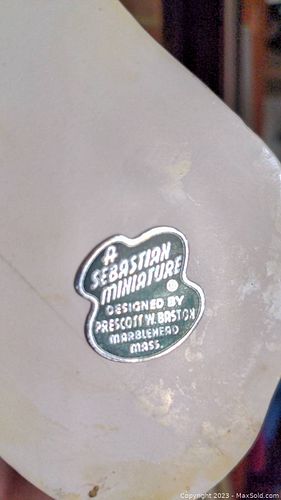 A
SEBASTIAN
MINIATURE
®
DESIGNED BY
PRESCOTT W. BASTON
MARBLEHEAD
MASS.
Copyright 2023 - MaxSold.com